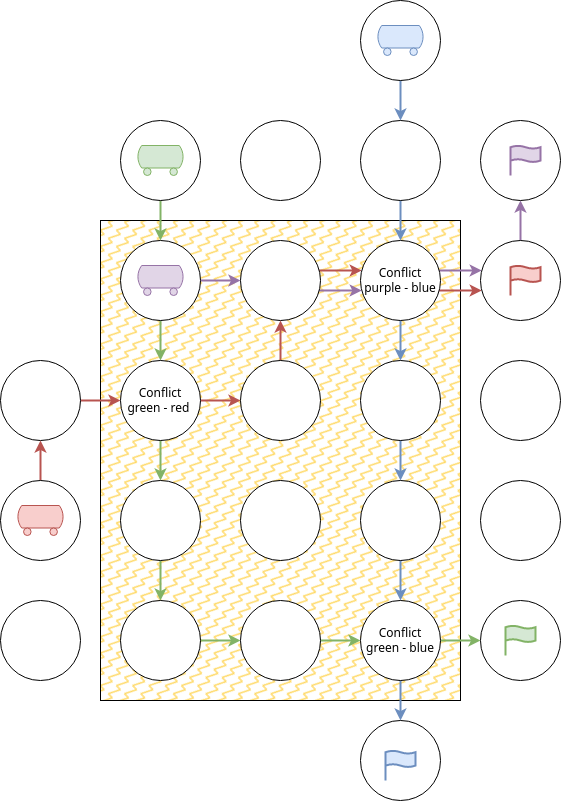 Conflict
purple - blue
Conflict
green - red
Conflict
green - blue